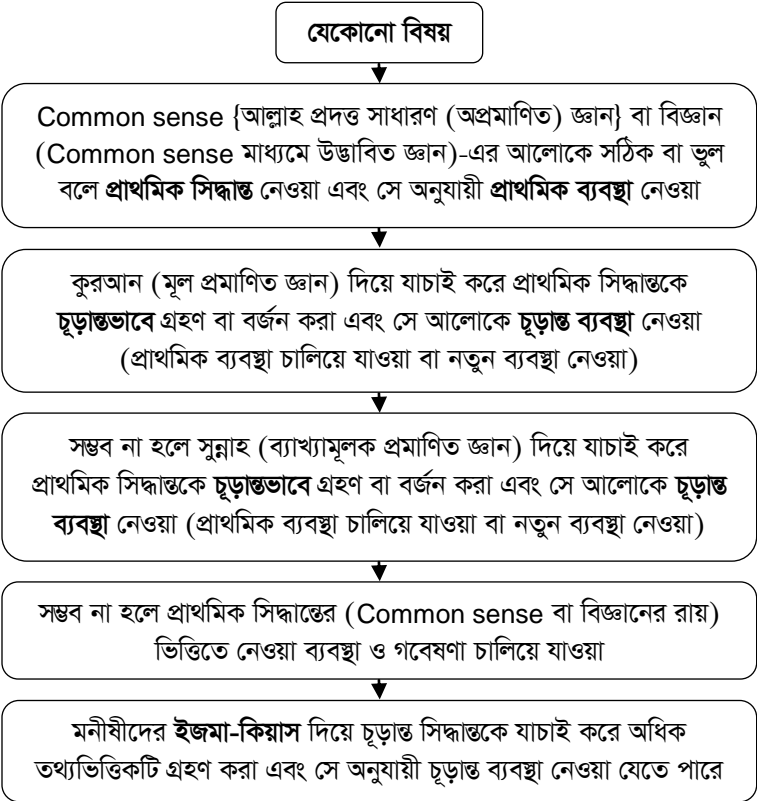 যেকোনো বিষয়
Common sense {আল্লাহ প্রদত্ত সাধারণ (অপ্রমাণিত) জ্ঞান} বা বিজ্ঞান
(Common sense মাধ্যমে উদ্ভাবিত জ্ঞান)-এর আলোকে সঠিক বা ভুল
বলে প্রাথমিক সিদ্ধান্ত নেওয়া এবং সে অনুযায়ী প্রাথমিক ব্যবস্থা নেওয়া
কুরআন (মূল প্রমাণিত জ্ঞান) দিয়ে যাচাই করে প্রাথমিক সিদ্ধান্তকে
চূড়ান্তভাবে গ্রহণ বা বর্জন করা এবং সে আলোকে চূড়ান্ত ব্যবস্থা নেওয়া
(প্রাথমিক ব্যবস্থা চালিয়ে যাওয়া বা নতুন ব্যবস্থা নেওয়া)
সম্ভব না হলে সুন্নাহ (ব্যাখ্যামূলক প্রমাণিত জ্ঞান) দিয়ে যাচাই করে
প্রাথমিক সিদ্ধান্তকে চূড়ান্তভাবে গ্রহণ বা বর্জন করা এবং সে আলোকে চূড়ান্ত
ব্যবস্থা নেওয়া (প্রাথমিক ব্যবস্থা চালিয়ে যাওয়া বা নতুন ব্যবস্থা নেওয়া)
সম্ভব না হলে প্রাথমিক সিদ্ধান্তের (Common sense বা বিজ্ঞানের রায়)
ভিত্তিতে নেওয়া ব্যবস্থা ও গবেষণা চালিয়ে যাওয়া
মনীষীদের ইজমা-কিয়াস দিয়ে চূড়ান্ত সিদ্ধান্তকে যাচাই করে অধিক
তথ্যভিত্তিকটি গ্রহণ করা এবং সে অনুযায়ী চূড়ান্ত ব্যবস্থা নেওয়া যেতে পারে